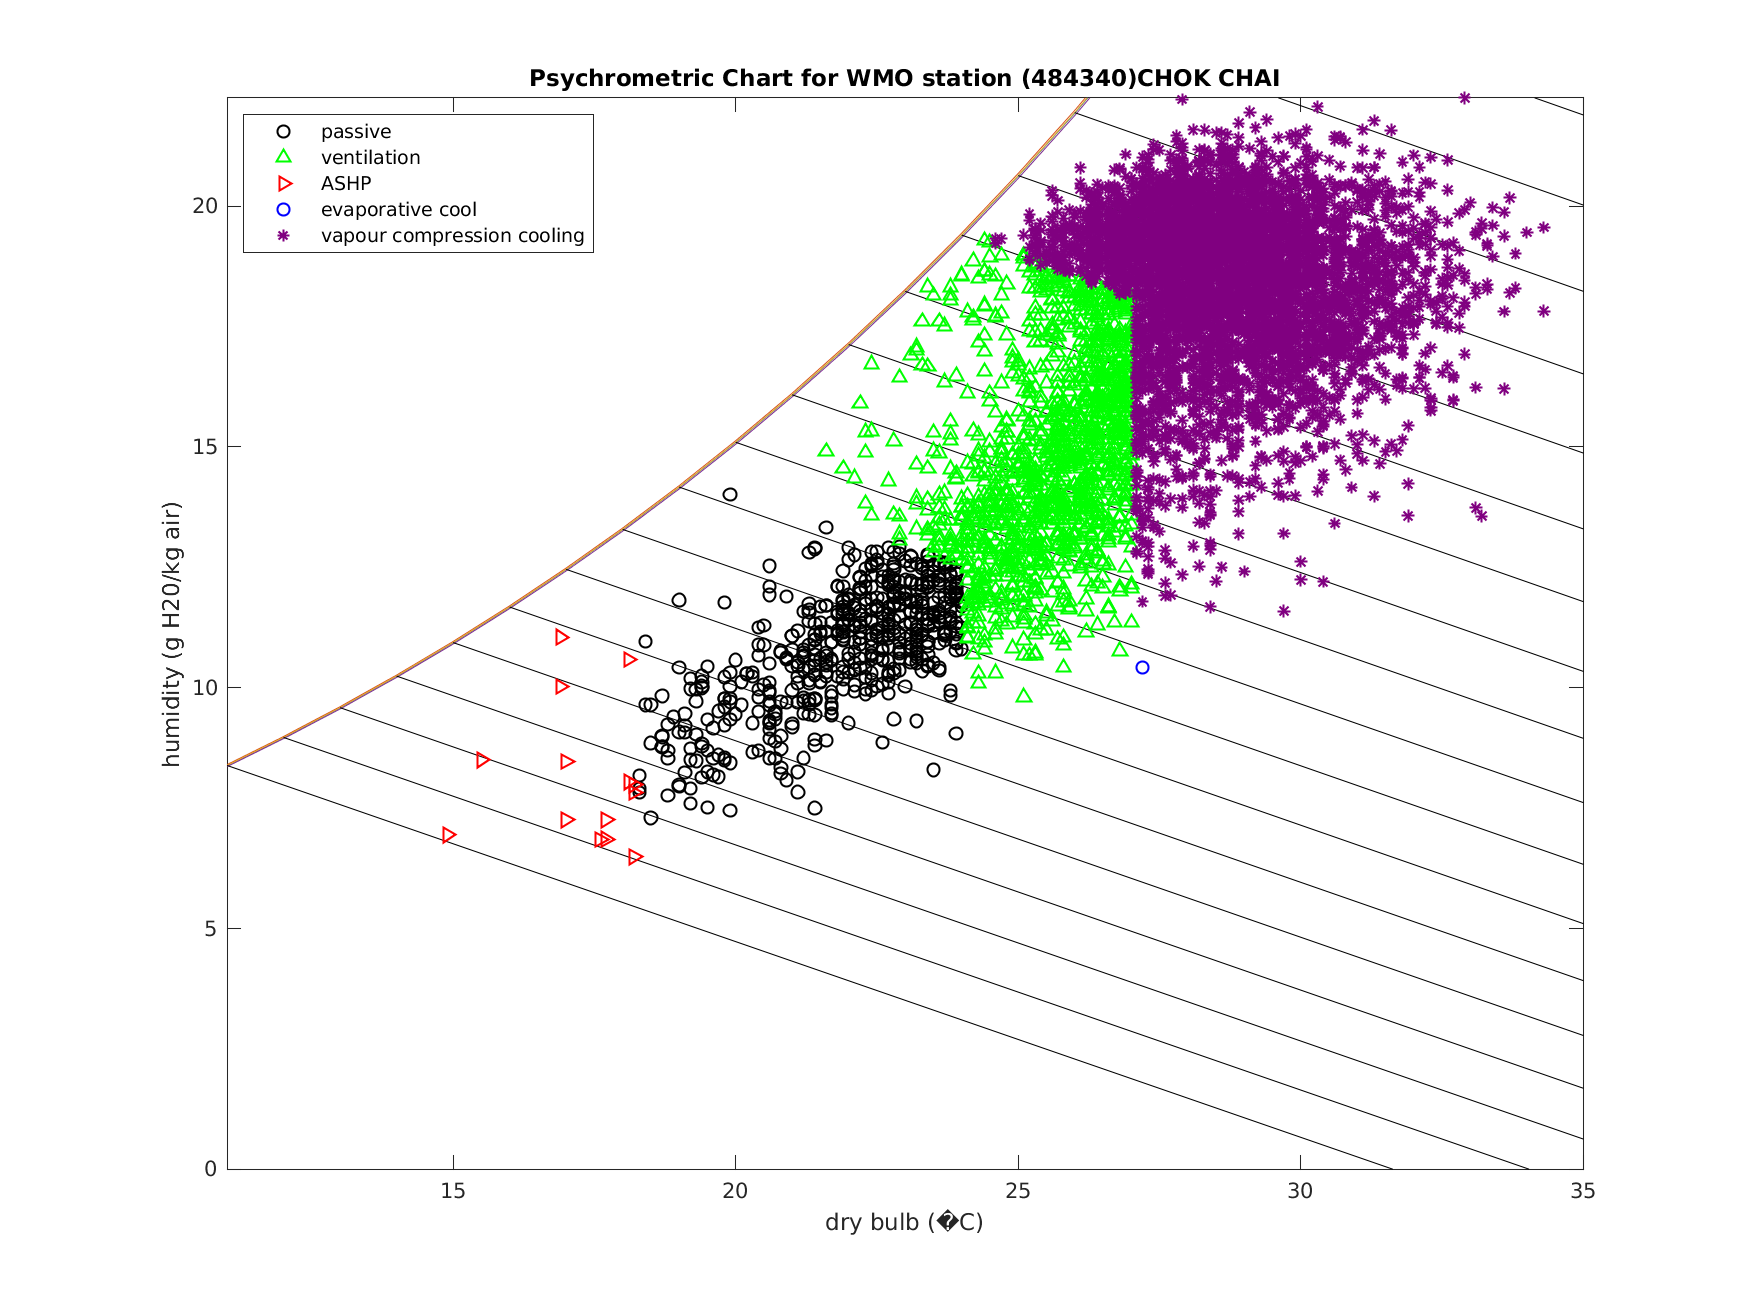 Psychrometric Chart for WMO station (484340)CHOK CHAI
passive
ventilation
ASHP
evaporative cool
vapour compression cooling
humidity (g H20/kg air)
20
15
10
5
0
15
20
25
30
35
dry bulb (�C)